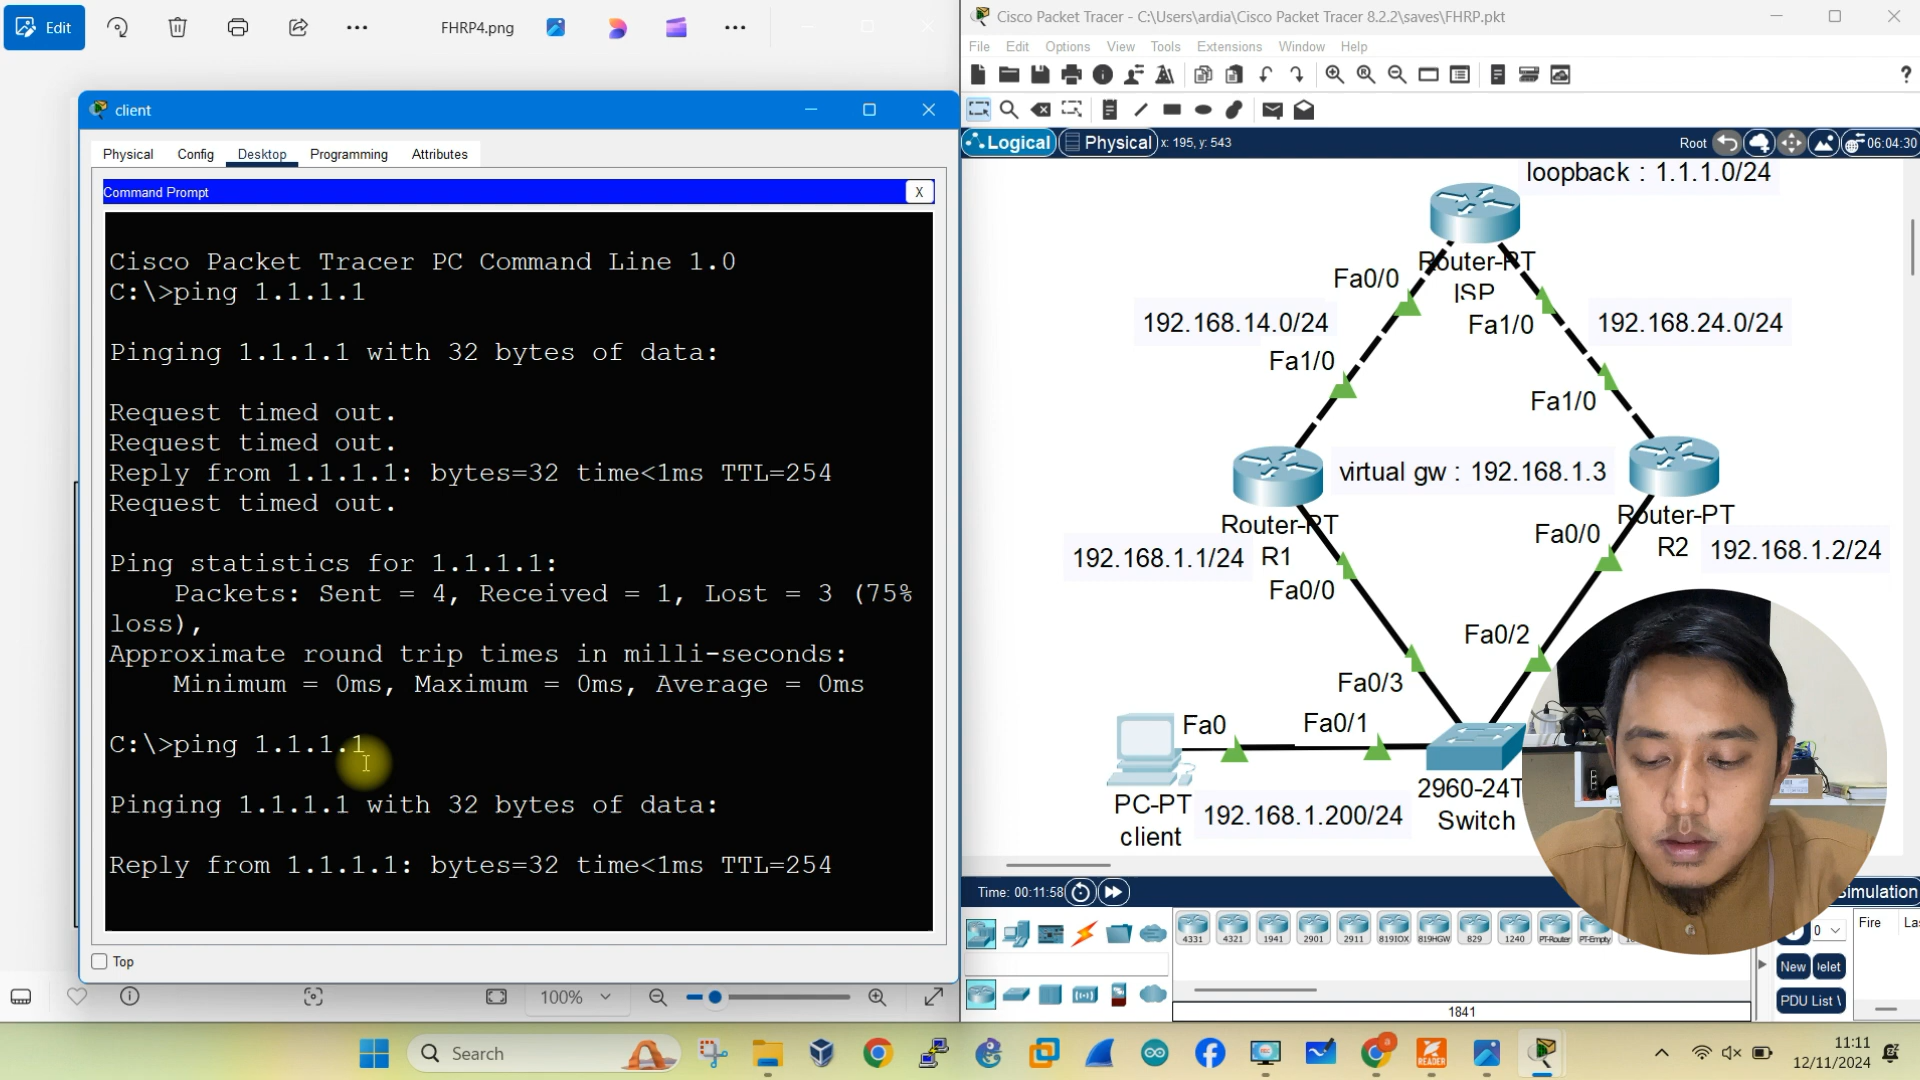 Edit
FHRP4.png
Cisco Packet Tracer - C:\Users\ardia\Cisco Packet Tracer 8.2.2\saves\FHRP.pkt
File Edit Options View Tools Extensions Window Help
client
Physical Config Desktop Programming Attributes
Command Prompt
X
Cisco Packet Tracer PC Command Line 1.0
C:\>ping 1.1.1.1
Pinging 1.1.1.1 with 32 bytes of data:
Request timed out.
Request timed out.
Reply from 1.1.1.1: bytes=32 time<1ms TTL=254
Request timed out.
Ping statistics for 1.1.1.1:
Packets: Sent = 4, Received = 1, Lost = 3 (75%
loss),
Approximate round trip times in milli-seconds:
Minimum = 0ms, Maximum = 0ms, Average = 0ms
C:\>ping 1.1.1.1
Pinging 1.1.1.1 with 32 bytes of data:
Reply from 1.1.1.1: bytes=32 time<1ms TTL=254
Top
100%
Logical Physical x: 195, y: 543
Root 06:04:30
loopback : 1.1.1.0/24
Router-PT
ISP
Fa0/0
Fa1/0
192.168.14.0/24
192.168.24.0/24
Fa1/0
Fa1/0
virtual gw : 192.168.1.3
Router-PT
R1
192.168.1.1/24
Fa0/0
Router-PT
R2
192.168.1.2/24
Fa0/0
Fa0/2
Fa0/3
Fa0
Fa0/1
PC-PT
client
192.168.1.200/24
2960-24T
Switch
Time: 00:11:58
Simulation
4331 4321 1941 2901 2911 819IOX 819HGW 829 1240 PT-Router PT-Empty
0
Fire
New
PDU List
1841
Search
READER
11:11
12/11/2024